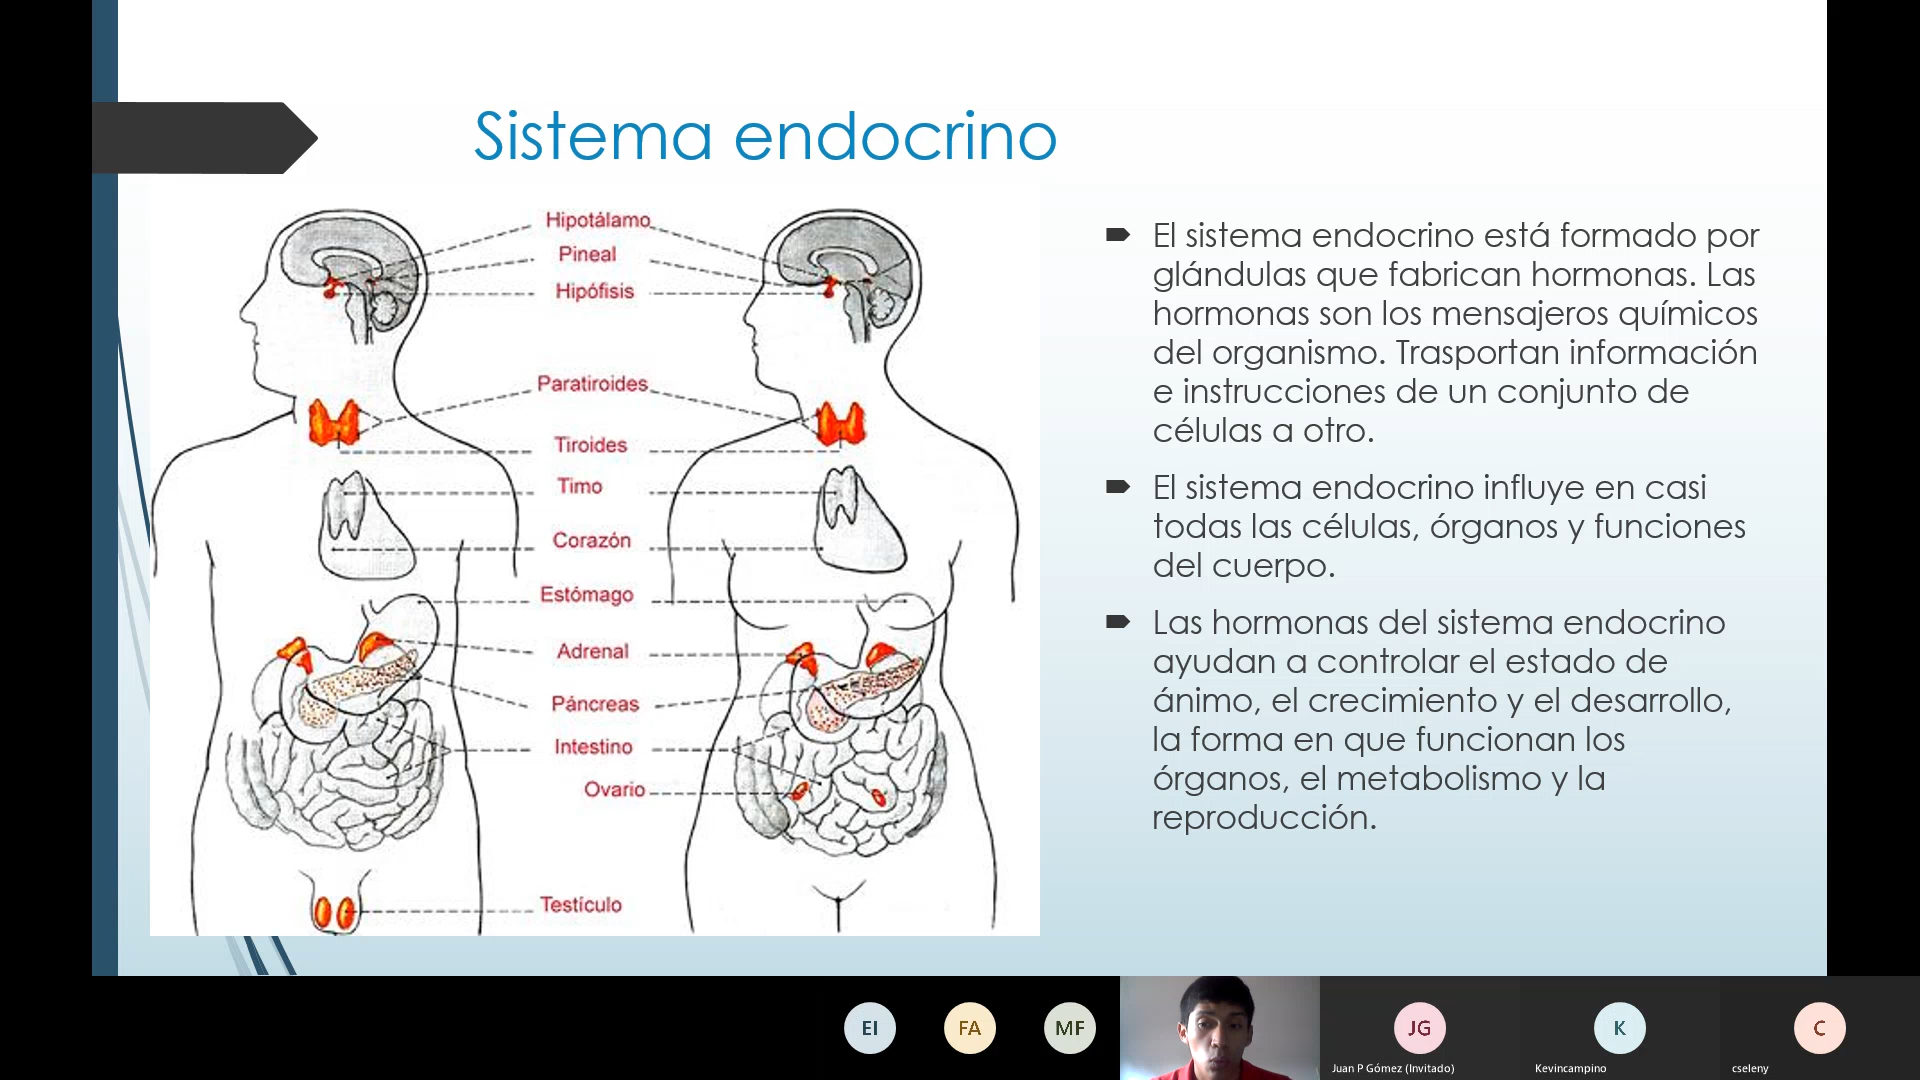 Sistema endocrino
Hipotálamo
Pineal
Hipófisis
Paratiroides
Tiroides
Timo
Corazón
Estómago
Adrenal
Páncreas
Intestino
Ovario
Testículo
El sistema endocrino está formado por
glándulas que fabrican hormonas. Las
hormonas son los mensajeros químicos
del organismo. Trasportan información
e instrucciones de un conjunto de
células a otro.
El sistema endocrino influye en casi
todas las células, órganos y funciones
del cuerpo.
Las hormonas del sistema endocrino
ayudan a controlar el estado de
ánimo, el crecimiento y el desarrollo,
la forma en que funcionan los
órganos, el metabolismo y la
reproducción.
EI
FA
MF
JG
K
C
Juan P Gómez (Invitado)
Kevincampino
cseleny